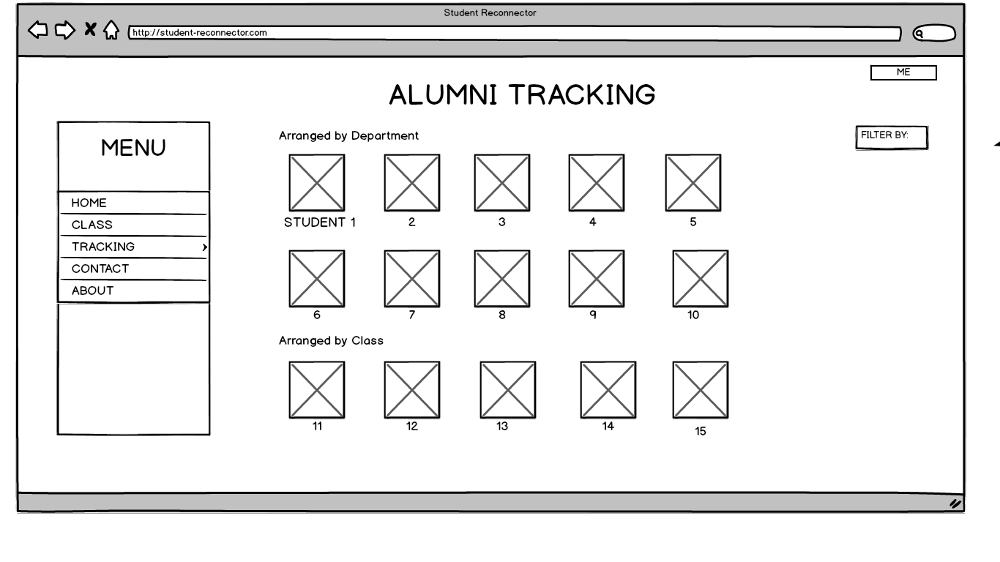 Student Reconnector
http://student-reconnector.com
ME
ALUMNI TRACKING
MENU
HOME
CLASS
TRACKING
CONTACT
ABOUT
Arranged by Department
FILTER BY:
STUDENT 1 2 3 4 5
6 7 8 9 10
Arranged by Class
11 12 13 14 15